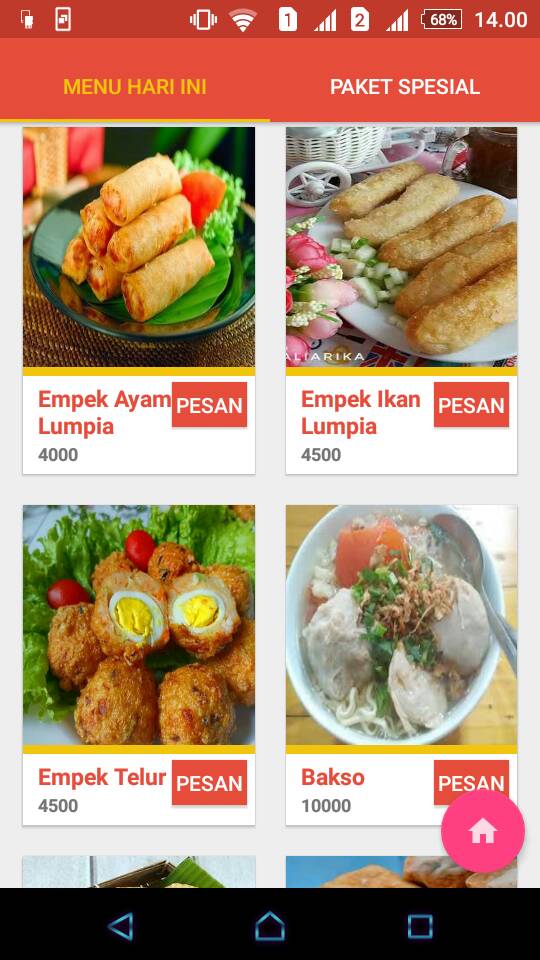 1 2 68% 14.00
MENU HARI INI PAKET SPESIAL
ALIARIKA
Empek Ayam Lumpia
PESAN
4000
Empek Ikan Lumpia
PESAN
4500
Empek Telur
PESAN
4500
Bakso
PESAN
10000